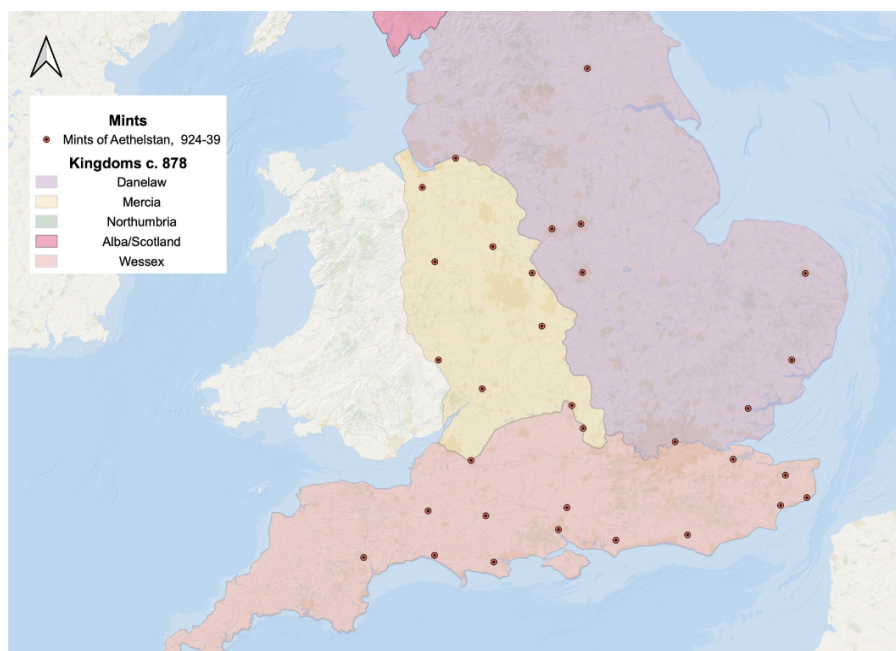 Mints
Mints of Aethelstan, 924-39
Kingdoms c. 878
Danelaw
Mercia
Northumbria
Alba/Scotland
Wessex